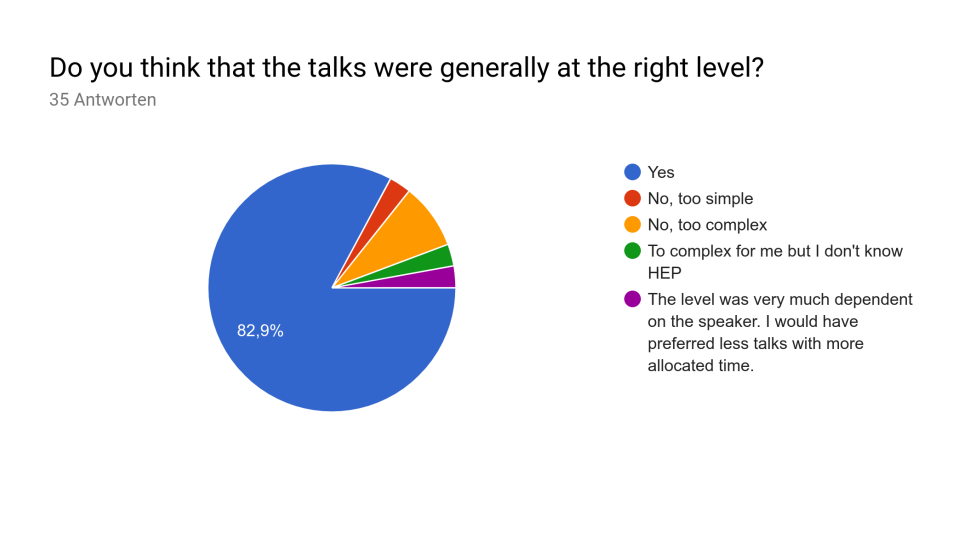 Do you think that the talks were generally at the right level?
35 Antworten
82,9%
Yes
No, too simple
No, too complex
To complex for me but I don't know
HEP
The level was very much dependent
on the speaker. I would have
preferred less talks with more
allocated time.